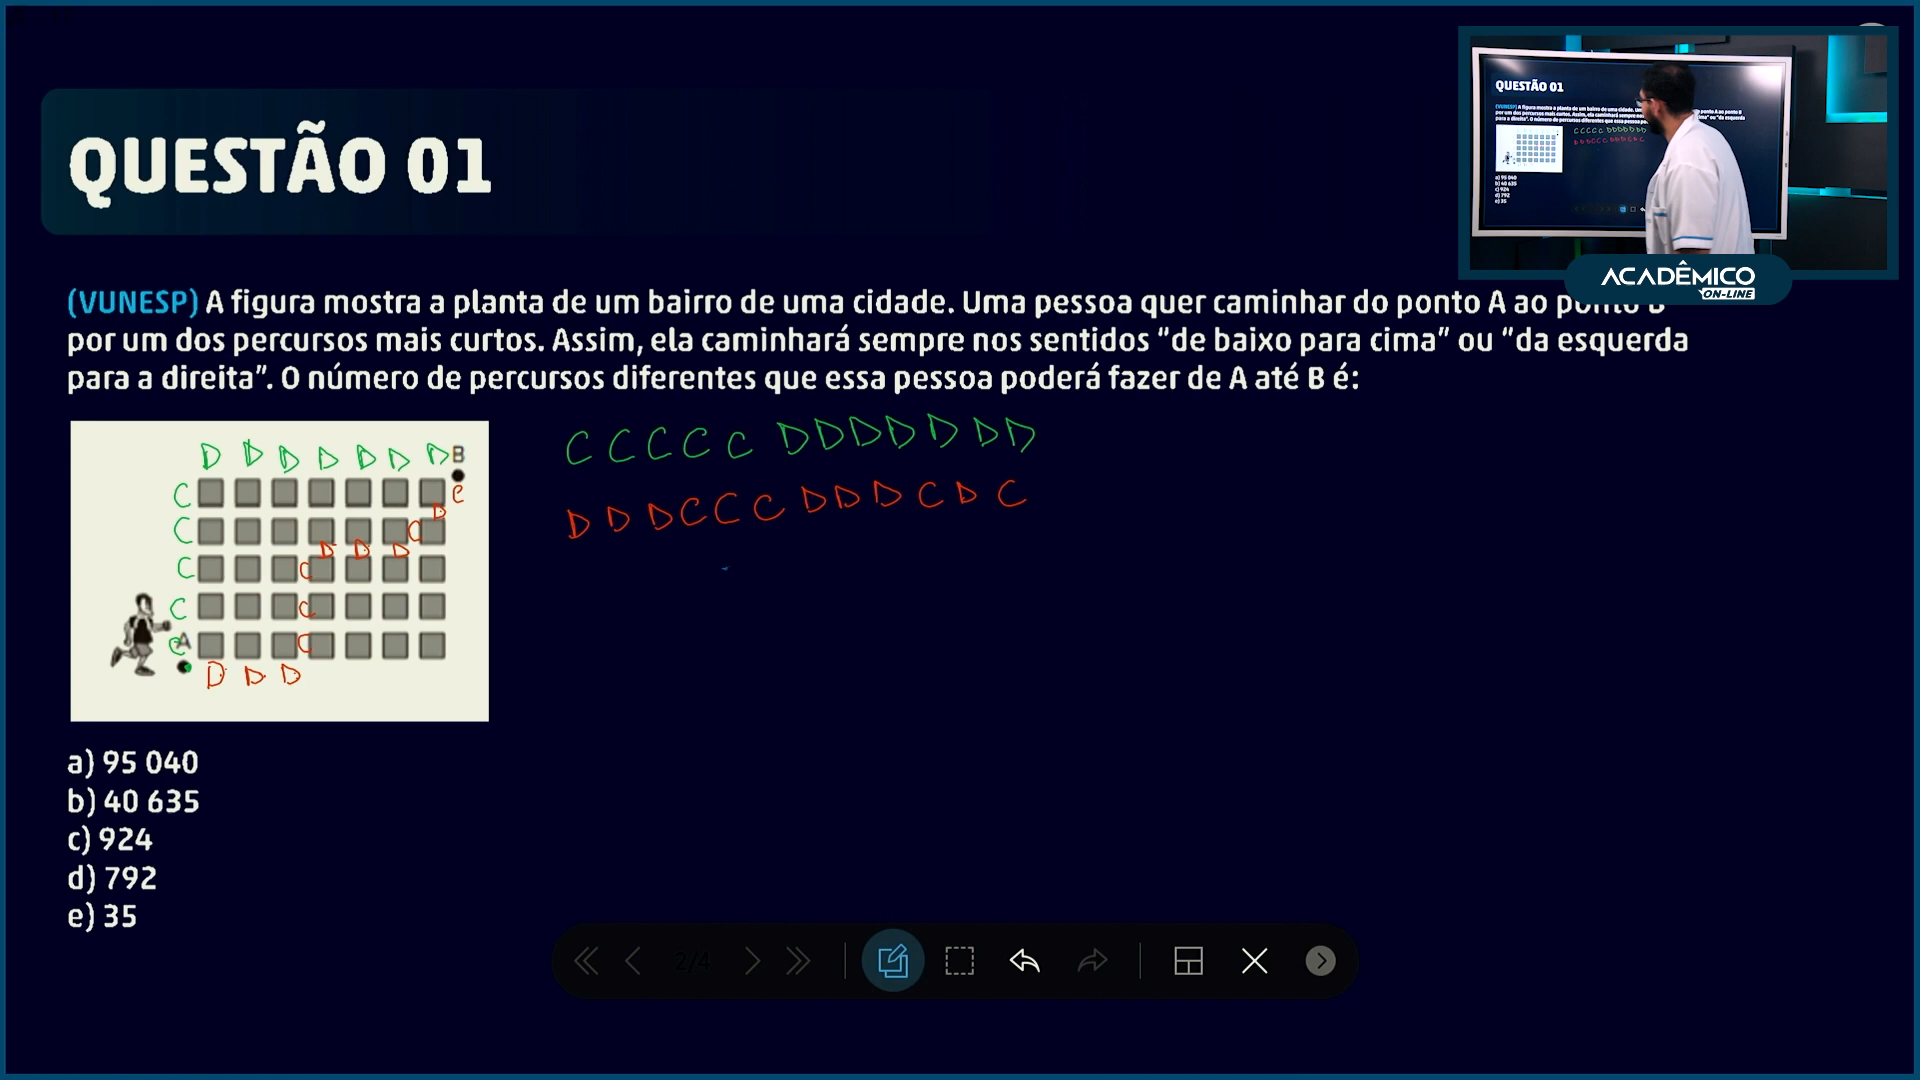 QUESTÃO 01
ACADÊMICO
ON-LINE
(VUNESP) A figura mostra a planta de um bairro de uma cidade. Uma pessoa quer caminhar do ponto A ao ponto B
por um dos percursos mais curtos. Assim, ela caminhará sempre nos sentidos “de baixo para cima” ou “da esquerda
para a direita”. O número de percursos diferentes que essa pessoa poderá fazer de A até B é:
C C C C C D D D D D D D
D D D C C C D D D C D C
D D D D D D D B
C C
D
C C
D D D
C C
C C
C A C
D D D
a) 95 040
b) 40 635
c) 924
d) 792
e) 35
2/4